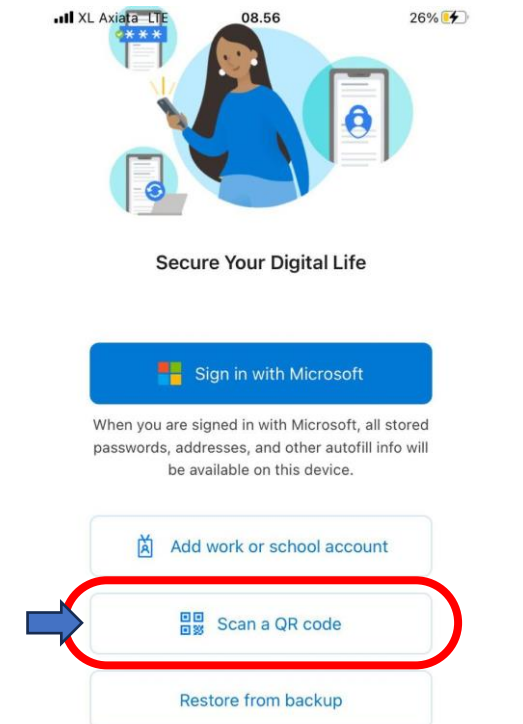 XL Axiata LTE 08.56 26%
***
Secure Your Digital Life
Sign in with Microsoft
When you are signed in with Microsoft, all stored
passwords, addresses, and other autofill info will
be available on this device.
Add work or school account
Scan a QR code
Restore from backup